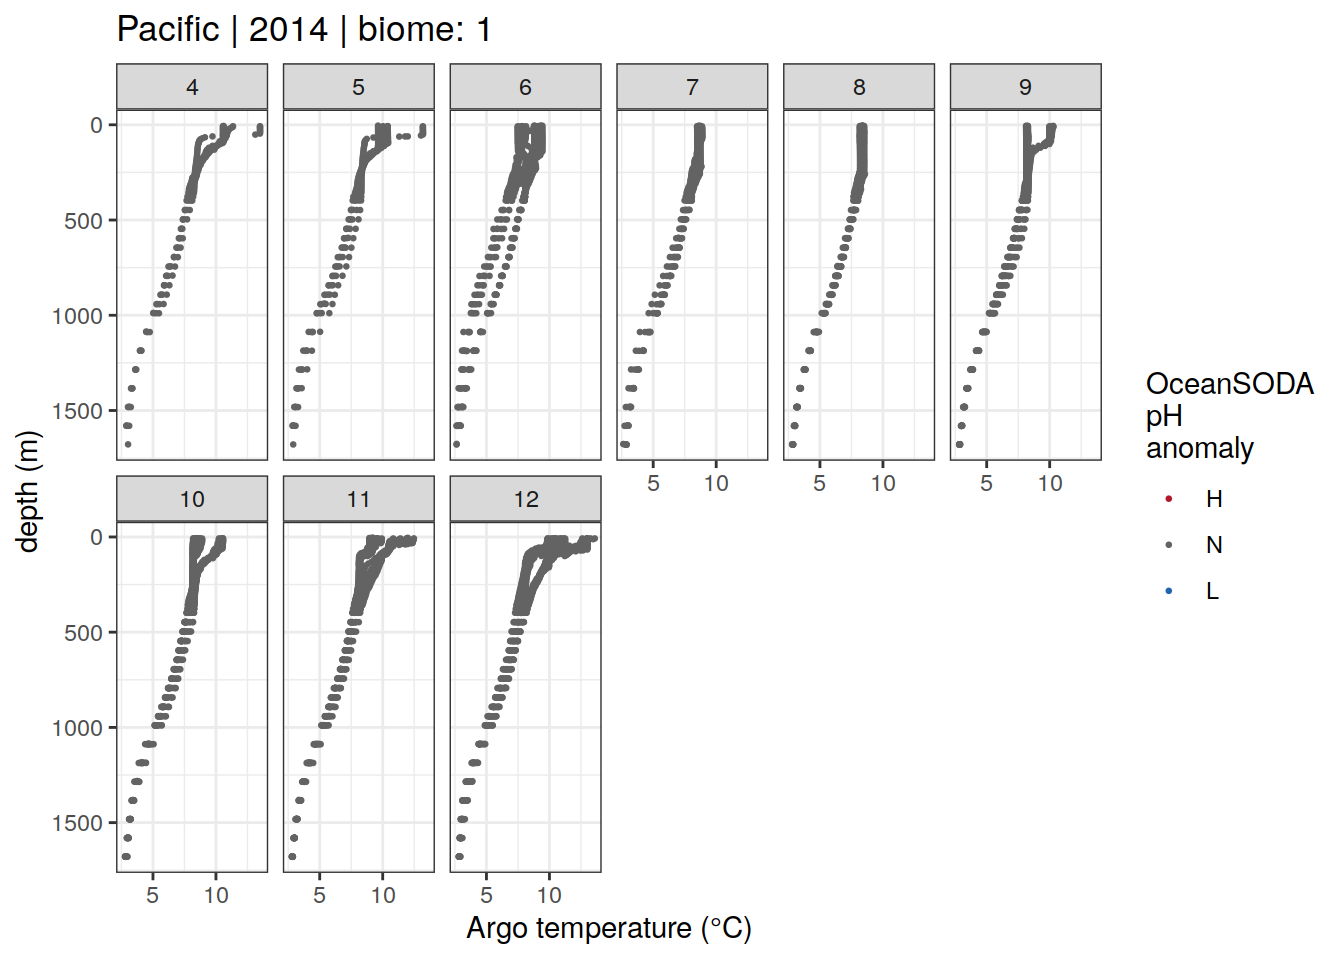 Pacific | 2014 | biome: 1
4 5 6 7 8 9
0
500
1000
1500
5 10 5 10 5 10
10 11 12
0
500
1000
1500
5 10 5 10 5 10
Argo temperature (°C)
depth (m)
OceanSODA
pH
anomaly
H
N
L